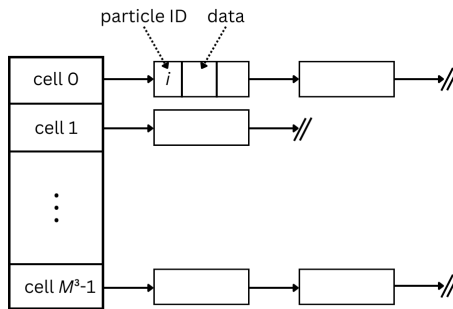 particle ID data
cell 0
i
cell 1
⋮
cell M³-1